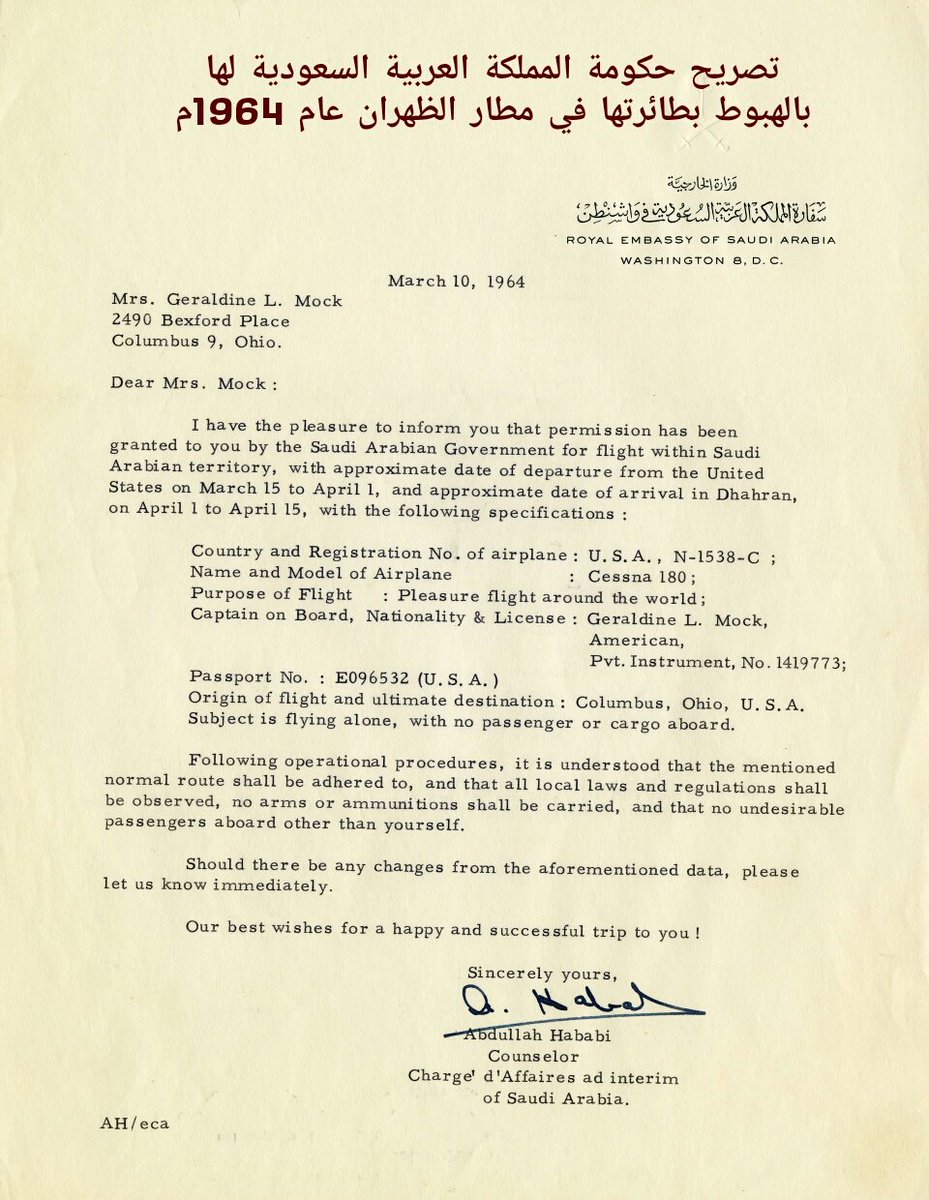 تصريح حكومة المملكة العربية السعودية لها
بالهبوط بطائرتها في مطار الظهران عام 1964م
وزارة الخارجية
سفارة المملكة العربية السعودية في واشنطن
ROYAL EMBASSY OF SAUDI ARABIA
WASHINGTON 8, D.C.
March 10, 1964
Mrs. Geraldine L. Mock
2490 Bexford Place
Columbus 9, Ohio.
Dear Mrs. Mock :
I have the pleasure to inform you that permission has been
granted to you by the Saudi Arabian Government for flight within Saudi
Arabian territory, with approximate date of departure from the United
States on March 15 to April 1, and approximate date of arrival in Dhahran,
on April 1 to April 15, with the following specifications :
Country and Registration No. of airplane : U.S.A., N-1538-C ;
Name and Model of Airplane : Cessna 180;
Purpose of Flight : Pleasure flight around the world;
Captain on Board, Nationality & License : Geraldine L. Mock,
American,
Pvt. Instrument, No. 1419773;
Passport No. : E096532 (U.S.A.)
Origin of flight and ultimate destination : Columbus, Ohio, U.S.A.
Subject is flying alone, with no passenger or cargo aboard.
Following operational procedures, it is understood that the mentioned
normal route shall be adhered to, and that all local laws and regulations shall
be observed, no arms or ammunitions shall be carried, and that no undesirable
passengers aboard other than yourself.
Should there be any changes from the aforementioned data, please
let us know immediately.
Our best wishes for a happy and successful trip to you !
Sincerely yours,
Abdullah Hababi
Counselor
Charge' d'Affaires ad interim
of Saudi Arabia.
AH/eca